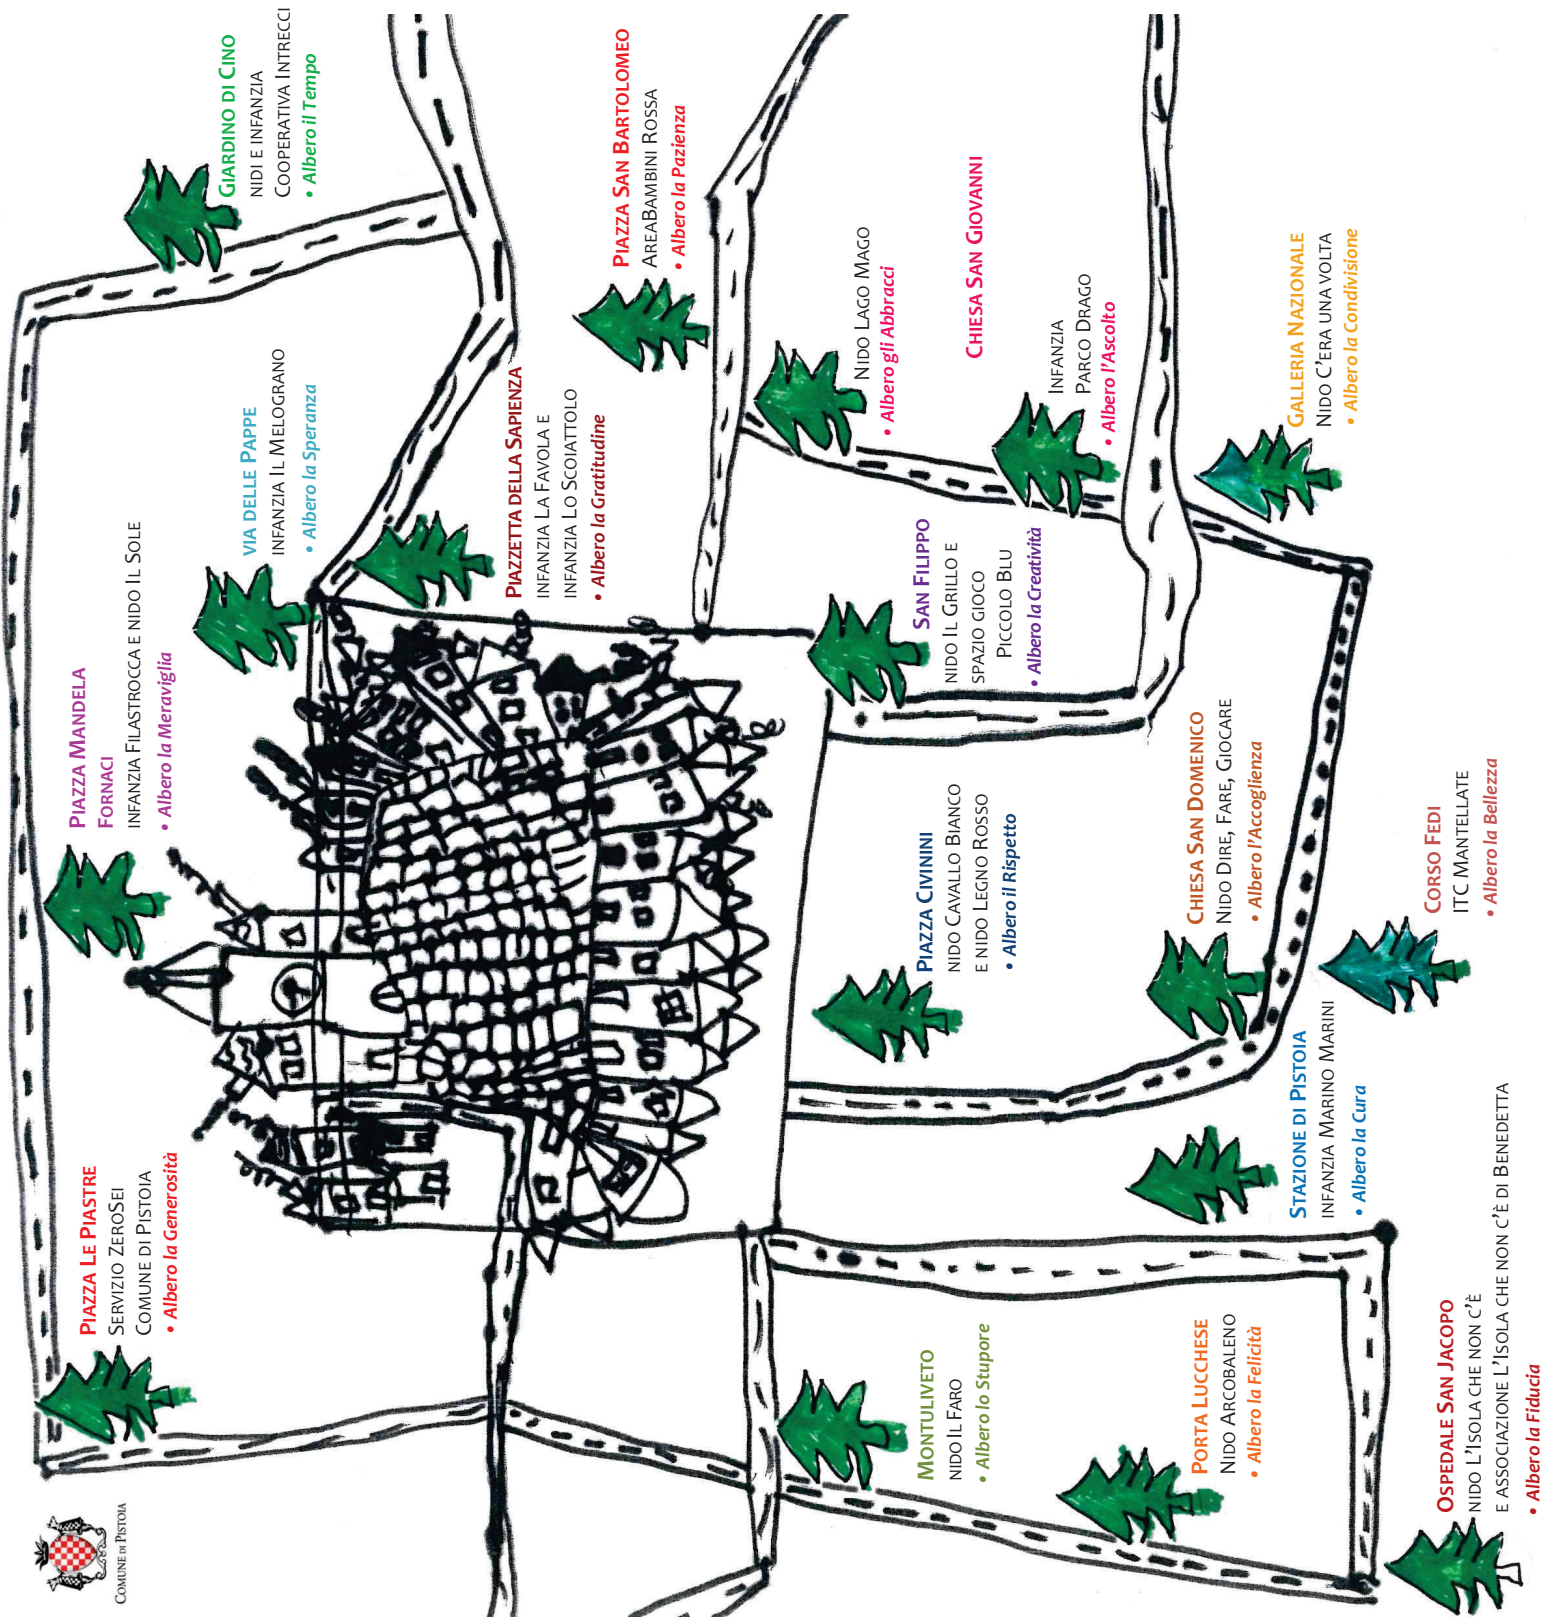 COMUNE DI PISTOIA
PIAZZA LE PIASTRE
SERVIZIO ZEROSEI
COMUNE DI PISTOIA
• Albero la Generosità
PIAZZA MANDELA
FORNACI
INFANZIA FILASTROCCA E NIDO IL SOLE
• Albero la Meraviglia
VIA DELLE PAPPE
INFANZIA IL MELOGRANO
• Albero la Speranza
GIARDINO DI CINO
NIDI E INFANZIA
COOPERATIVA INTRECCI
• Albero il Tempo
PIAZZETTA DELLA SAPIENZA
INFANZIA LA FAVOLA E
INFANZIA LO SCOIATTOLO
• Albero la Gratitudine
PIAZZA SAN BARTOLOMEO
AREABAMBINI ROSSA
• Albero la Pazienza
NIDO LAGO MAGO
• Albero gli Abbracci
CHIESA SAN GIOVANNI
INFANZIA
PARCO DRAGO
• Albero l'Ascolto
SAN FILIPPO
NIDO IL GRILLO E
SPAZIO GIOCO
PICCOLO BLU
• Albero la Creatività
PIAZZA CIVININI
NIDO CAVALLO BIANCO
E NIDO LEGNO ROSSO
• Albero il Rispetto
MONTULIVETO
NIDO IL FARO
• Albero lo Stupore
PORTA LUCCHESE
NIDO ARCOBALENO
• Albero la Felicità
STAZIONE DI PISTOIA
INFANZIA MARINO MARINI
• Albero la Cura
CHIESA SAN DOMENICO
NIDO DIRE, FARE, GIOCARE
• Albero l'Accoglienza
GALLERIA NAZIONALE
NIDO C'ERA UNA VOLTA
• Albero la Condivisione
CORSO FEDI
ITC MANTELLATE
• Albero la Bellezza
OSPEDALE SAN JACOPO
NIDO L'ISOLA CHE NON C'È
E ASSOCIAZIONE L'ISOLA CHE NON C'È DI BENEDETTA
• Albero la Fiducia